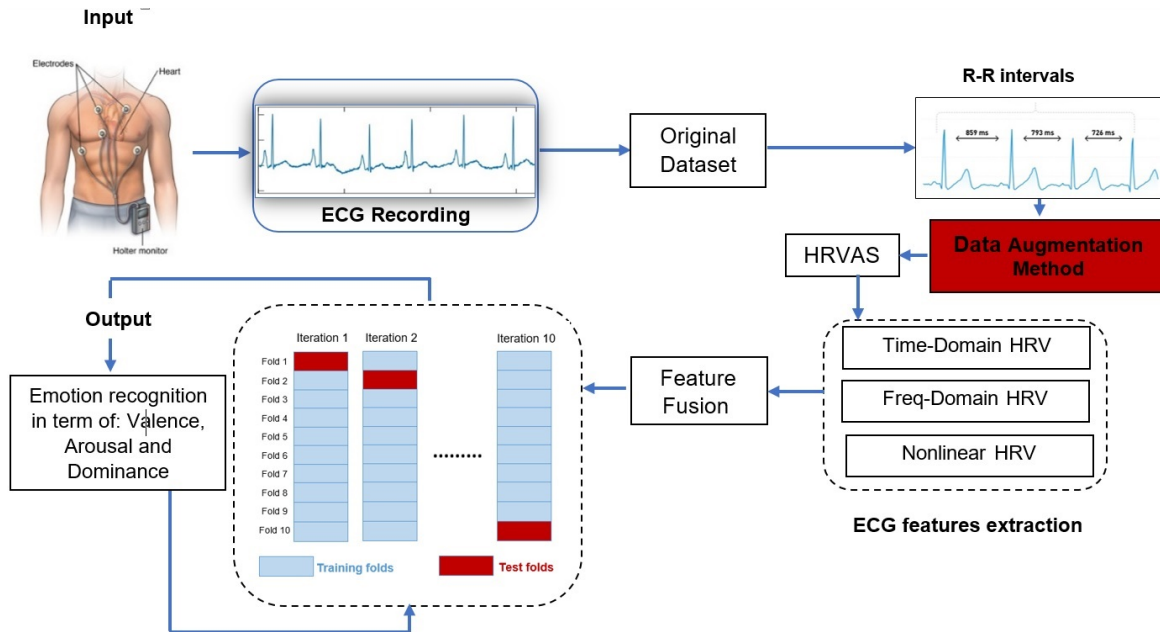 Input
Electrodes
Heart
Holter monitor
ECG Recording
Original
Dataset
R-R intervals
859 ms
793 ms
726 ms
Data Augmentation
Method
HRVAS
Time-Domain HRV
Freq-Domain HRV
Nonlinear HRV
ECG features extraction
Feature
Fusion
Iteration 1
Iteration 2
Iteration 10
Fold 1
Fold 2
Fold 3
Fold 4
Fold 5
Fold 6
Fold 7
Fold 8
Fold 9
Fold 10
.........
Training folds
Test folds
Output
Emotion recognition
in term of: Valence,
Arousal and
Dominance